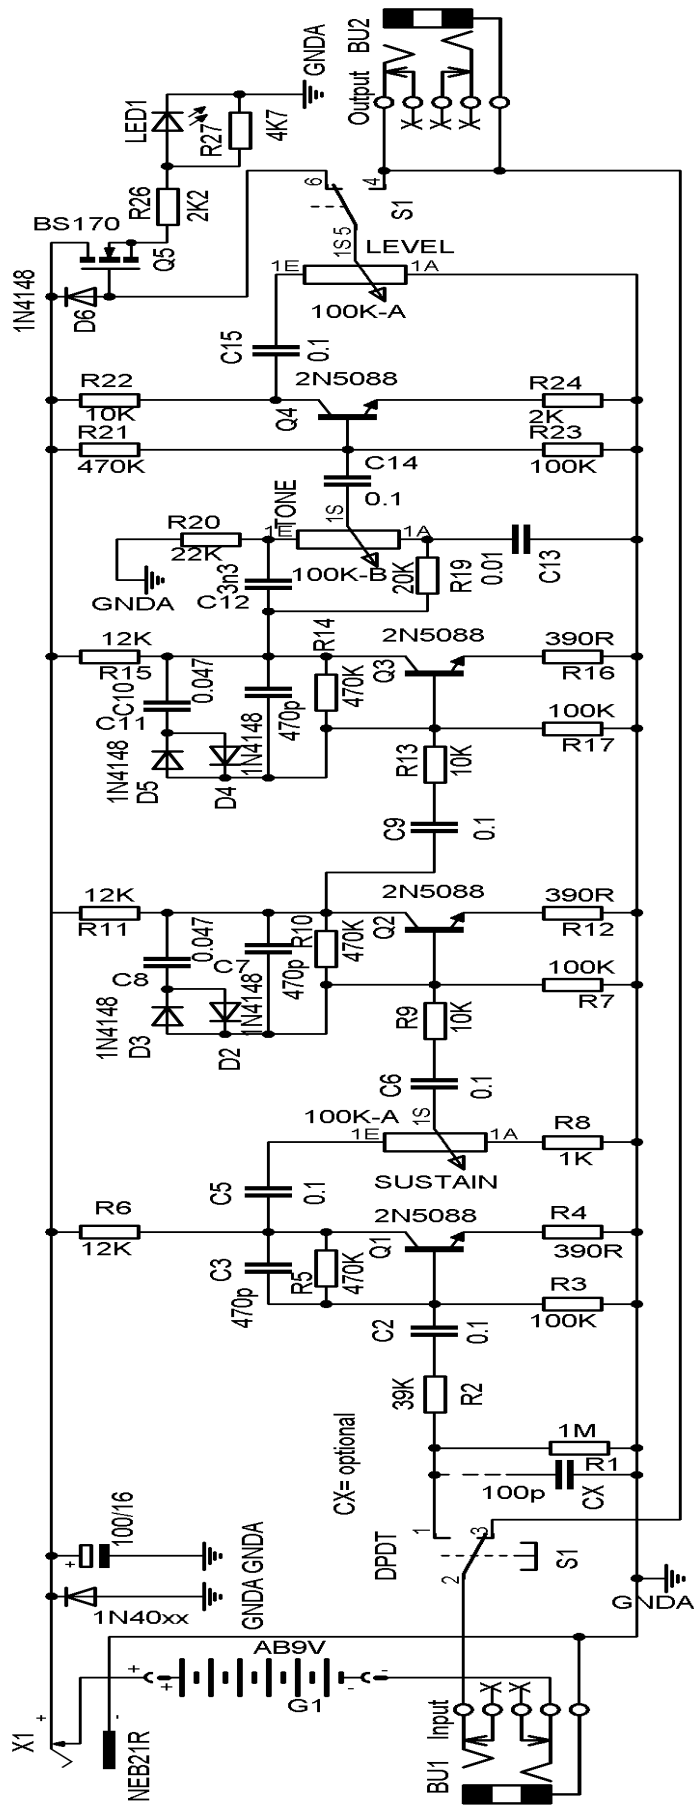 BU2
Output
X
X
X
GNDA
LED1
R27
4K7
R26
2K2
BS170
Q5
1N4148
D6
6
4
S1
1S 5
LEVEL
1E
1A
100K-A
C15
0.1
2N5088
R22
10K
Q4
R24
2K
R21
470K
R23
100K
C14
0.1
TONE
1S
1E
1A
R20
22K
100K-B
20K
R19
0.01
C13
GNDA
C12
3n3
12K
R15
R14
470K
2N5088
Q3
390R
R16
C10
0.047
C11
470p
1N4148
D5
1N4148
D4
100K
R17
R13
10K
C9
0.1
12K
R11
R10
470K
2N5088
Q2
390R
R12
0.047
C8
C7
470p
1N4148
D3
1N4148
D2
100K
R7
R9
10K
C6
0.1
100K-A
1S
1E
1A
R8
1K
SUSTAIN
C5
0.1
2N5088
R6
12K
Q1
R4
390R
C3
470p
R5
470K
R3
100K
C2
0.1
39K
R2
CX= optional
1M
R1
100p
CX
100/16
+
GNDA
GNDA
1N40xx
DPDT
1
3
2
S1
GNDA
AB9V
+
+
-
-
G1
X1
+
-
NEB21R
Input
X
X
BU1